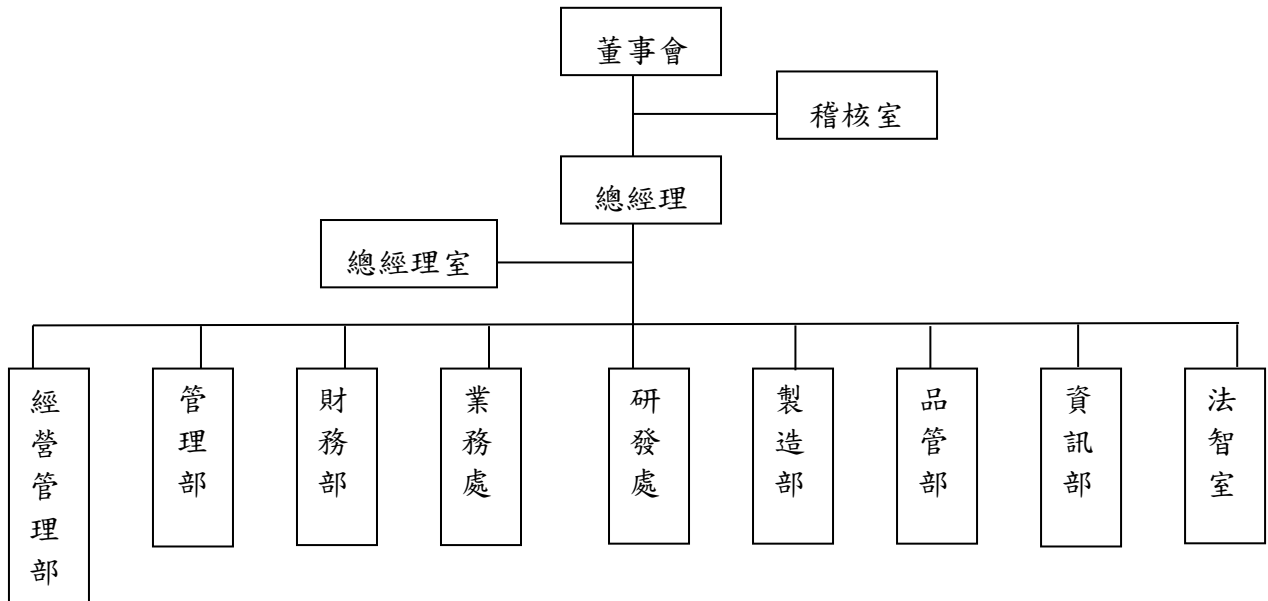 董事會
稽核室
總經理
總經理室
經營管理部
管理部
財務部
業務處
研發處
製造部
品管部
資訊部
法智室